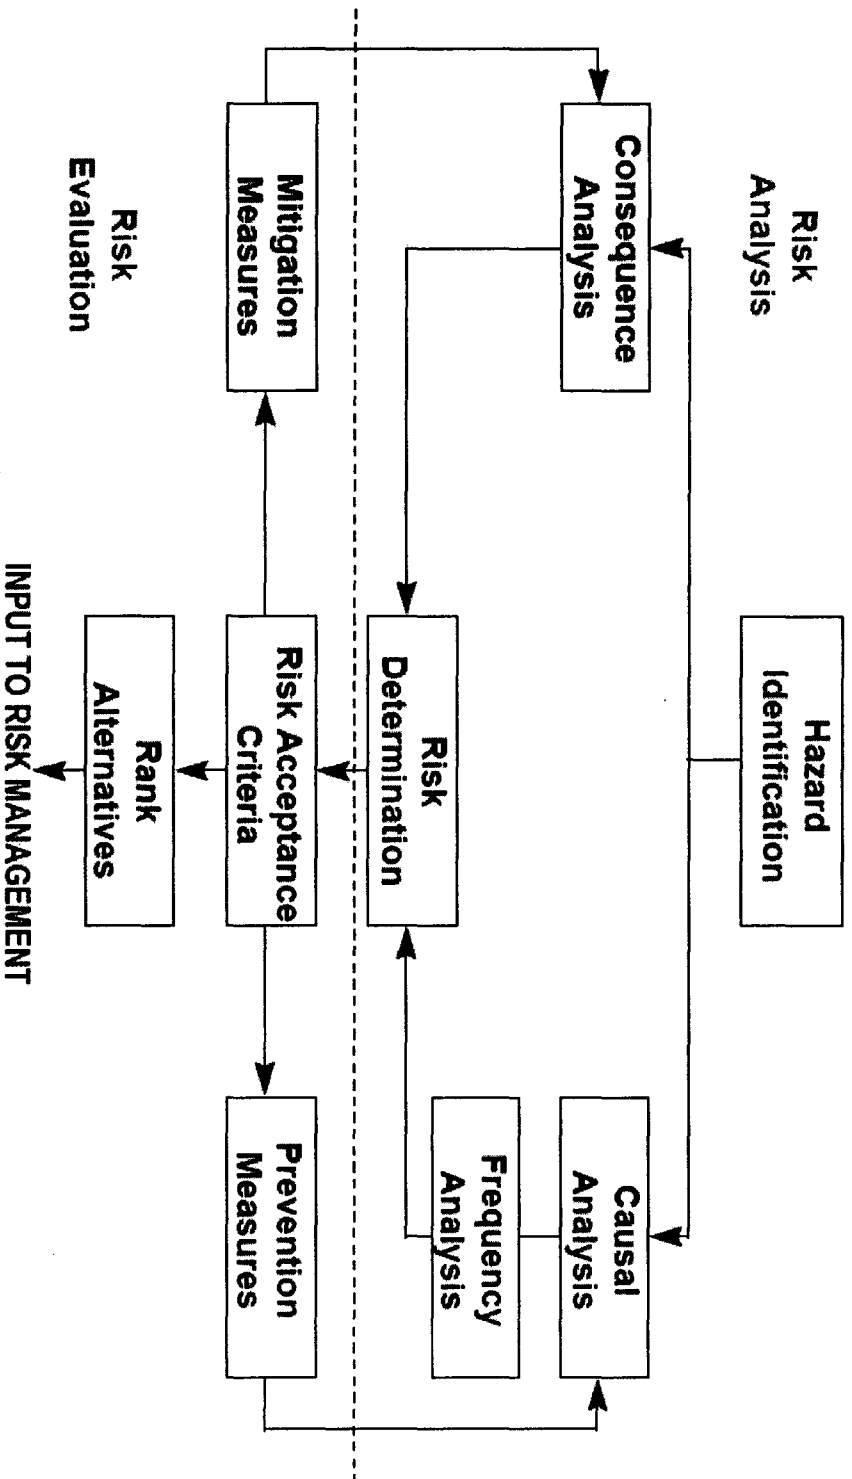 Hazard
Identification
Risk
Analysis
Consequence
Analysis
Causal
Analysis
Frequency
Analysis
Risk
Determination
Mitigation
Measures
Risk Acceptance
Criteria
Prevention
Measures
Risk
Evaluation
Rank
Alternatives
INPUT TO RISK MANAGEMENT